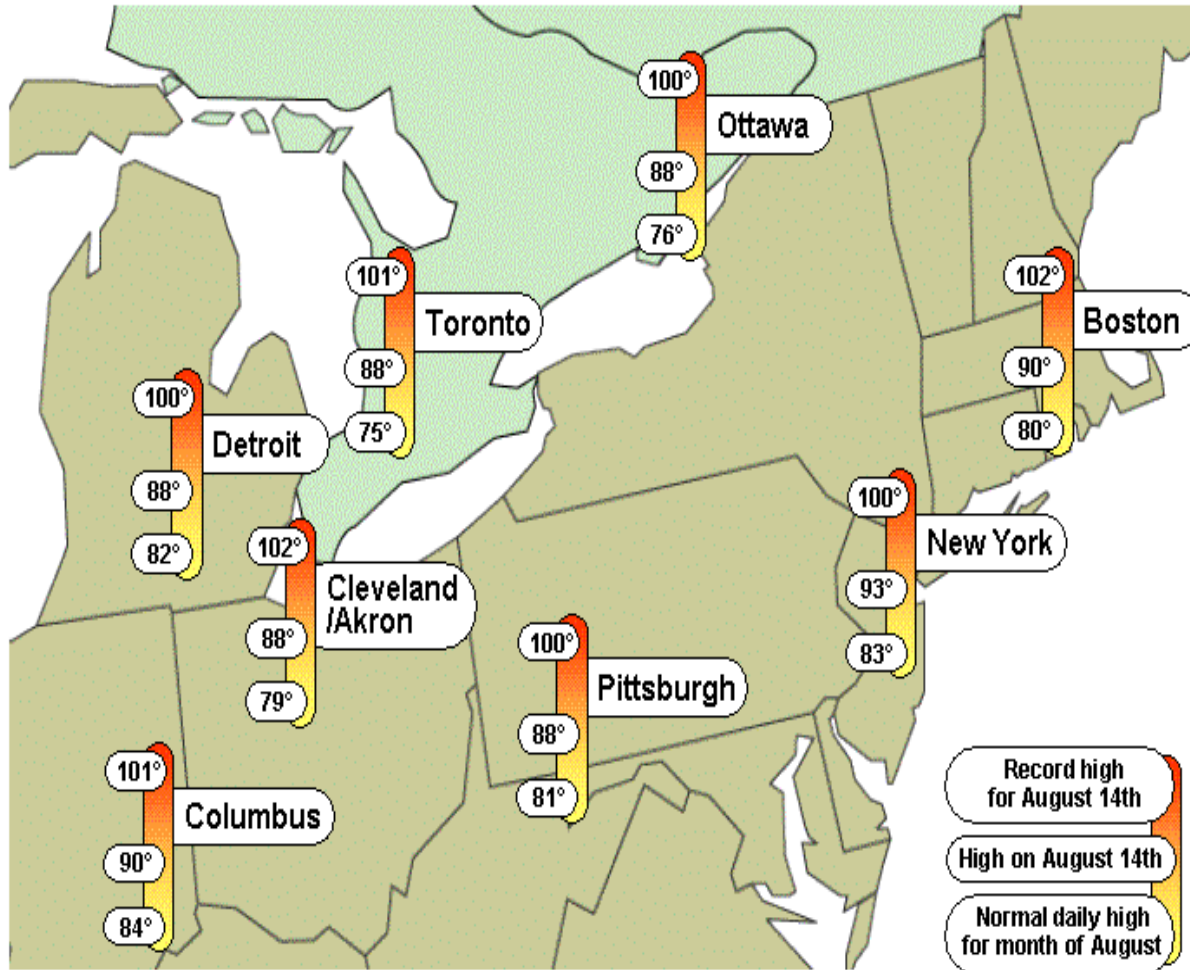 100°
Ottawa
88°
76°
101°
Toronto
88°
75°
102°
Boston
90°
80°
100°
Detroit
88°
82°
100°
New York
93°
83°
102°
Cleveland
/Akron
88°
79°
100°
Pittsburgh
88°
81°
101°
Columbus
90°
84°
Record high
for August 14th
High on August 14th
Normal daily high
for month of August